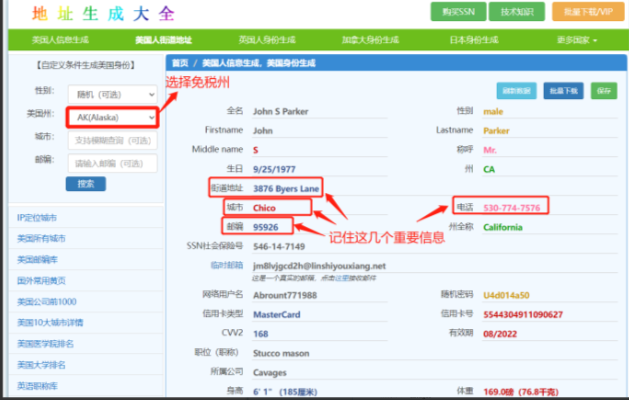 地址生成大全
购买SSN 技术知识 批量下载/VIP
美国人信息生成 美国人街道地址 英国人身份生成 加拿大身份生成 日本身份生成 更多国家
【自定义条件生成美国身份】
性别: 随机（可选）
选择免税州
美国州: AK(Alaska)
城市: 支持模糊查询（可选）
邮编: 请输入邮编（可选）
搜索
IP定位城市
美国所有城市
美国邮编库
国外常用黄页
美国公司前1000
美国10大城市详情
美国医学院排名
美国大学排名
英语职称库
首页 / 美国人信息生成、美国身份生成
刷新数据 批量下载 保存
全名 John S Parker 性别 male
Firstname John Lastname Parker
Middle name S 称呼 Mr.
生日 9/25/1977 州 CA
街道地址 3876 Byers Lane
城市 Chico 电话 530-774-7576
邮编 95926 州全称 California
记住这几个重要信息
SSN社会保险号 546-14-7149
临时邮箱 jm8lvjgcd2h@linshiyouxiang.net
这是一个真实的邮箱，点击这里接收邮件
网络用户名 Abrount771988 随机密码 U4d014a50
信用卡类型 MasterCard 信用卡号 5544304911090627
CVV2 168 有效期 08/2022
职位（职称） Stucco mason
所属公司 Cavages
身高 6' 1" （185厘米） 体重 169.0磅（76.8千克）